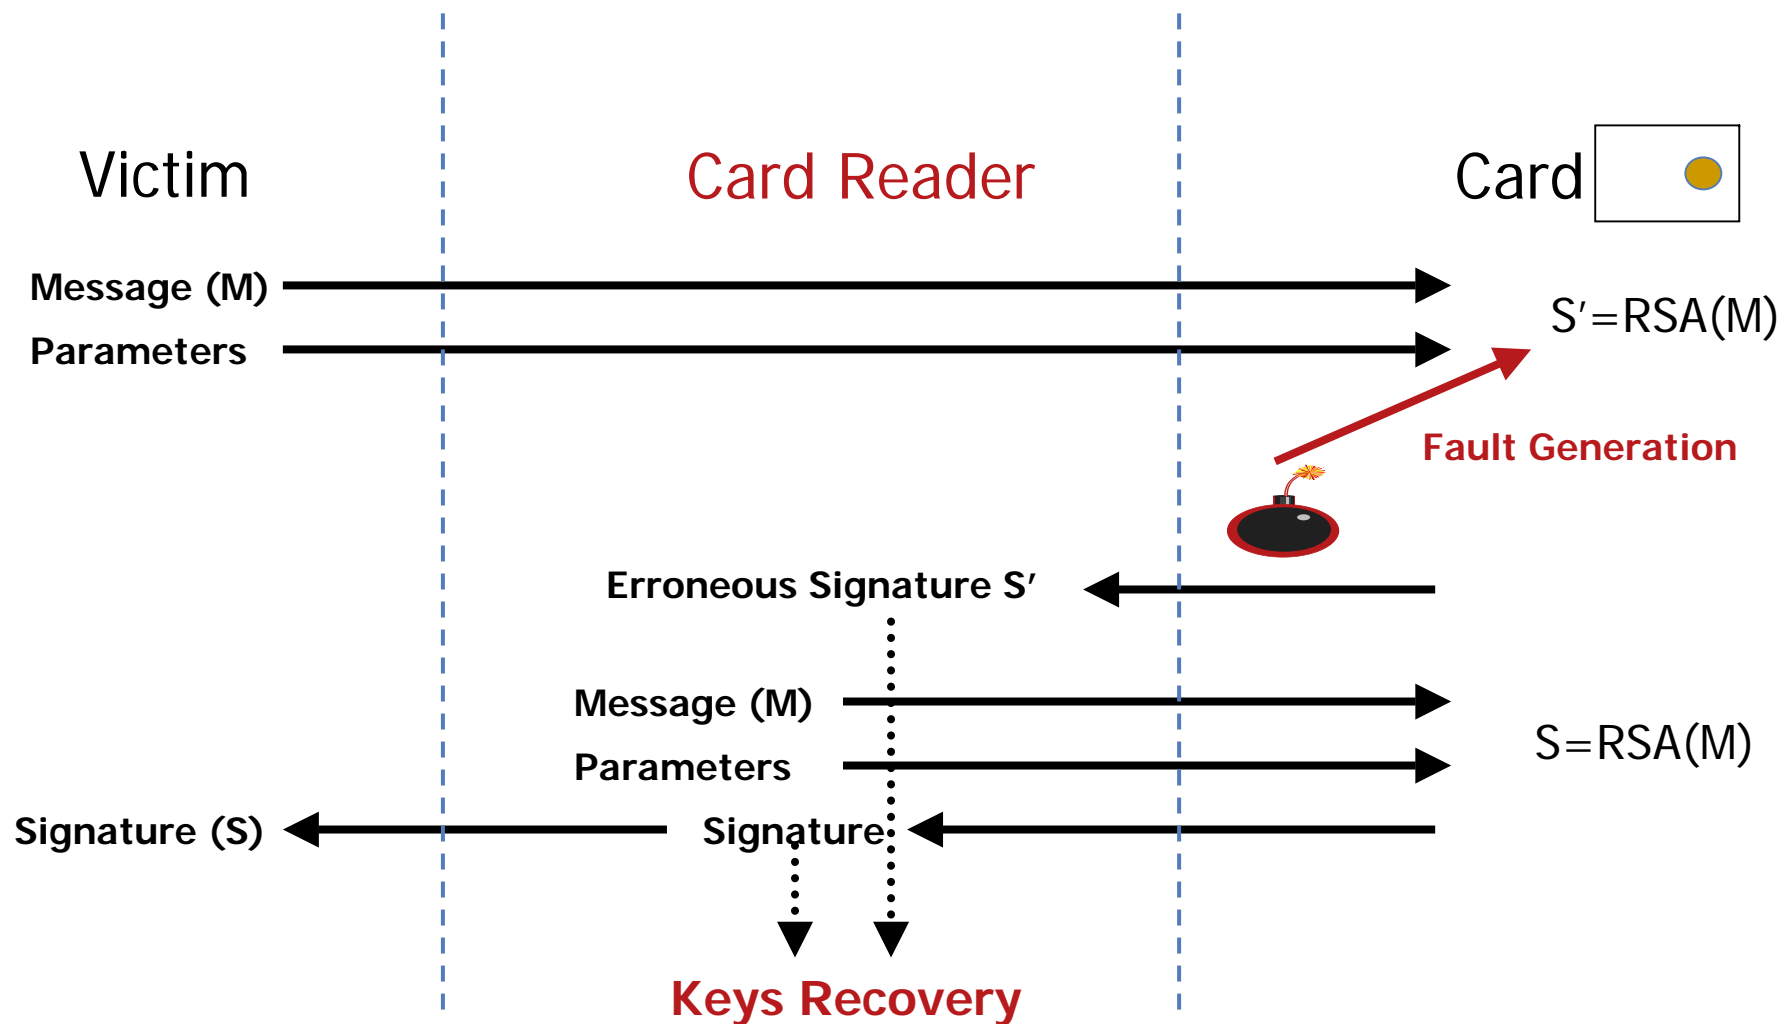 Victim
Card Reader
Card
Message (M)
S'=RSA(M)
Parameters
Fault Generation
Erroneous Signature S'
Message (M)
S=RSA(M)
Parameters
Signature (S)
Signature
Keys Recovery